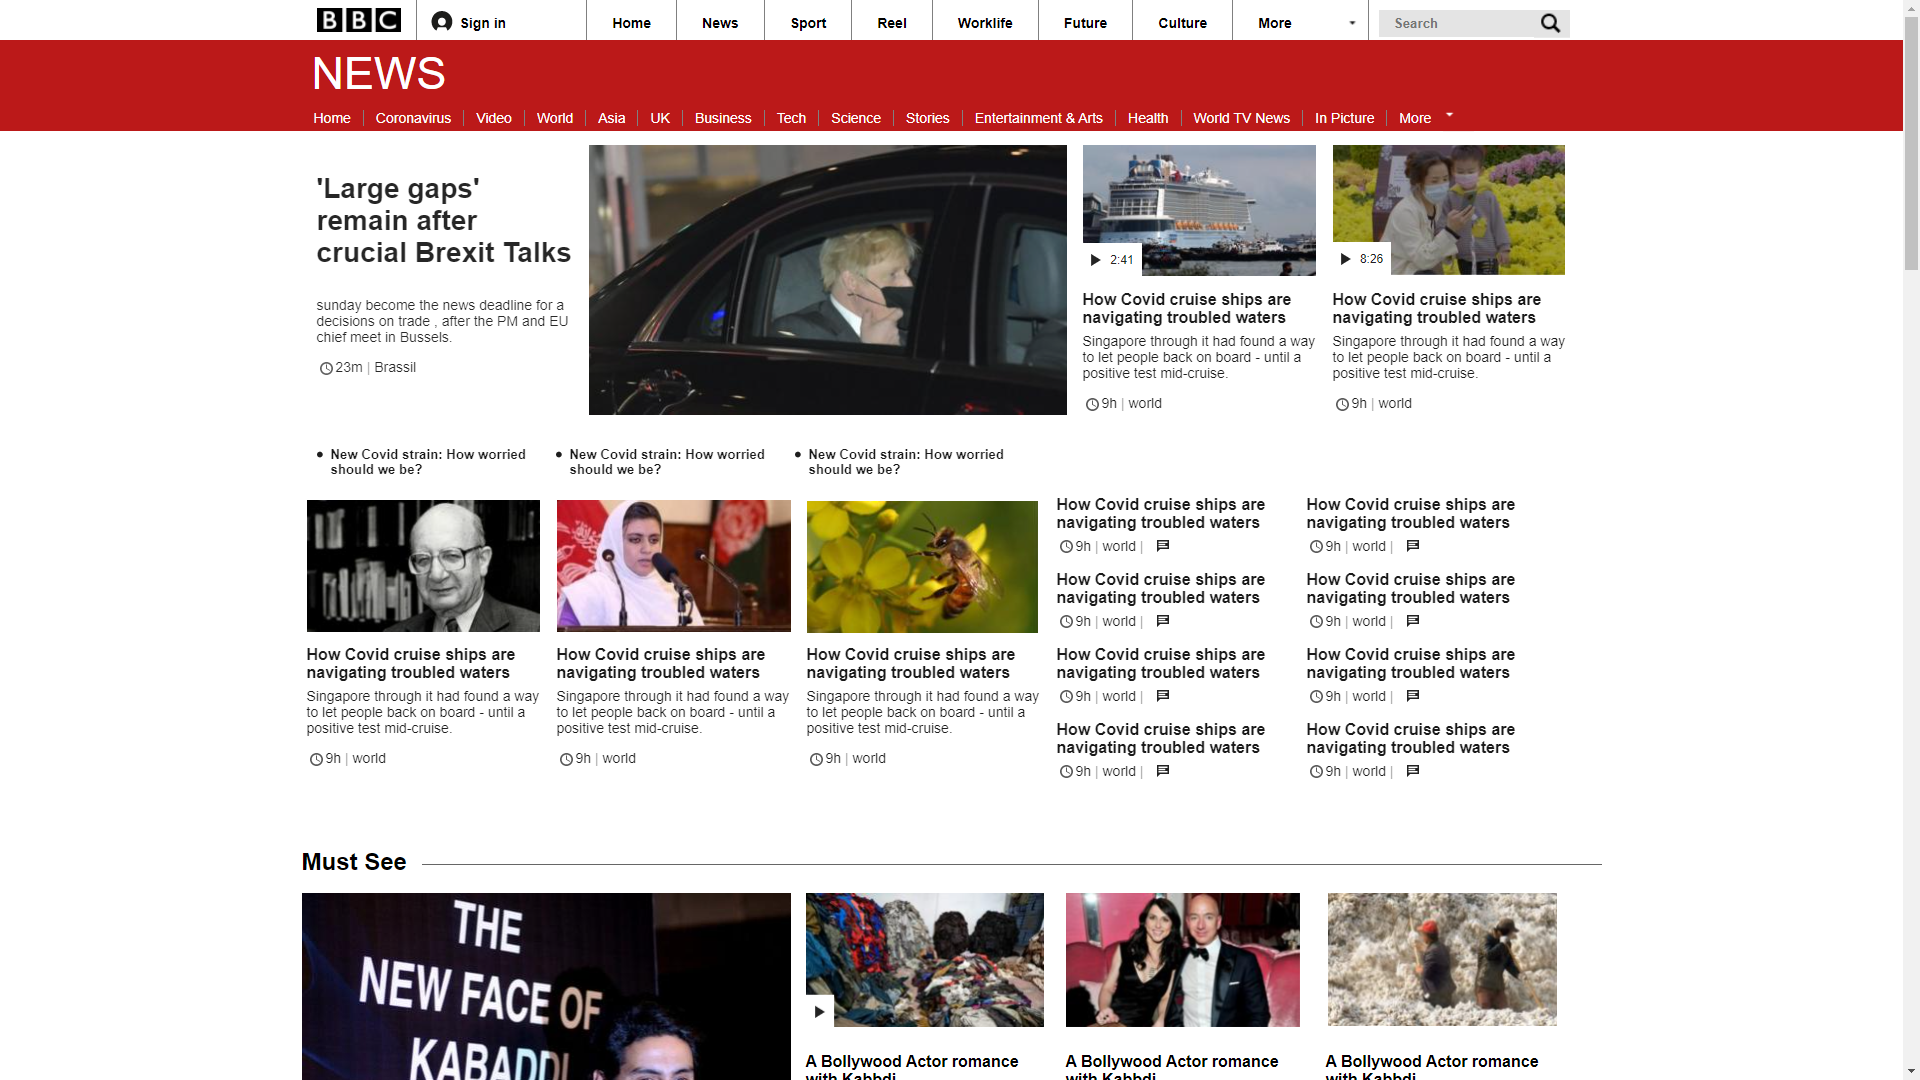 BBC
Sign in
Home
News
Sport
Reel
Worklife
Future
Culture
More
Search
NEWS
Home
Coronavirus
Video
World
Asia
UK
Business
Tech
Science
Stories
Entertainment & Arts
Health
World TV News
In Picture
More
'Large gaps'
remain after
crucial Brexit Talks
sunday become the news deadline for a
decisions on trade , after the PM and EU
chief meet in Bussels.
23m | Brassil
2:41
How Covid cruise ships are
navigating troubled waters
Singapore through it had found a way
to let people back on board - until a
positive test mid-cruise.
9h | world
8:26
How Covid cruise ships are
navigating troubled waters
Singapore through it had found a way
to let people back on board - until a
positive test mid-cruise.
9h | world
New Covid strain: How worried
should we be?
New Covid strain: How worried
should we be?
New Covid strain: How worried
should we be?
How Covid cruise ships are
navigating troubled waters
Singapore through it had found a way
to let people back on board - until a
positive test mid-cruise.
9h | world
How Covid cruise ships are
navigating troubled waters
Singapore through it had found a way
to let people back on board - until a
positive test mid-cruise.
9h | world
How Covid cruise ships are
navigating troubled waters
Singapore through it had found a way
to let people back on board - until a
positive test mid-cruise.
9h | world
How Covid cruise ships are
navigating troubled waters
9h | world |
How Covid cruise ships are
navigating troubled waters
9h | world |
How Covid cruise ships are
navigating troubled waters
9h | world |
How Covid cruise ships are
navigating troubled waters
9h | world |
How Covid cruise ships are
navigating troubled waters
9h | world |
How Covid cruise ships are
navigating troubled waters
9h | world |
How Covid cruise ships are
navigating troubled waters
9h | world |
How Covid cruise ships are
navigating troubled waters
9h | world |
Must See
THE
NEW FACE OF
KABADDI
A Bollywood Actor romance
with Kabbdi
A Bollywood Actor romance
with Kabbdi
A Bollywood Actor romance
with Kabbdi